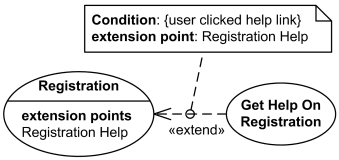 Condition: {user clicked help link}
extension point: Registration Help
Registration
extension points
Registration Help
«extend»
Get Help On
Registration